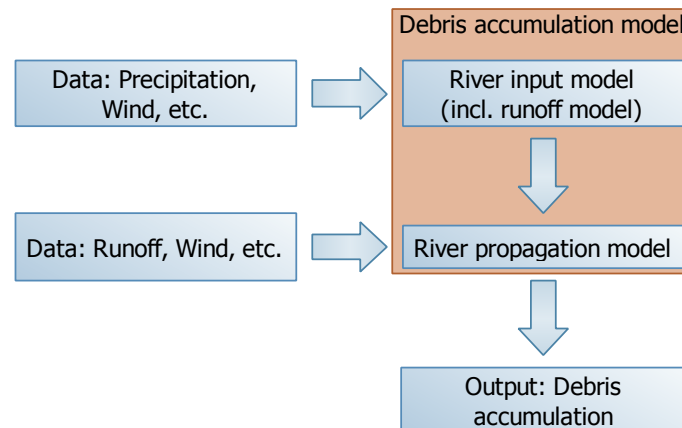 Debris accumulation model
Data: Precipitation,
Wind, etc.
River input model
(incl. runoff model)
Data: Runoff, Wind, etc.
River propagation model
Output: Debris
accumulation